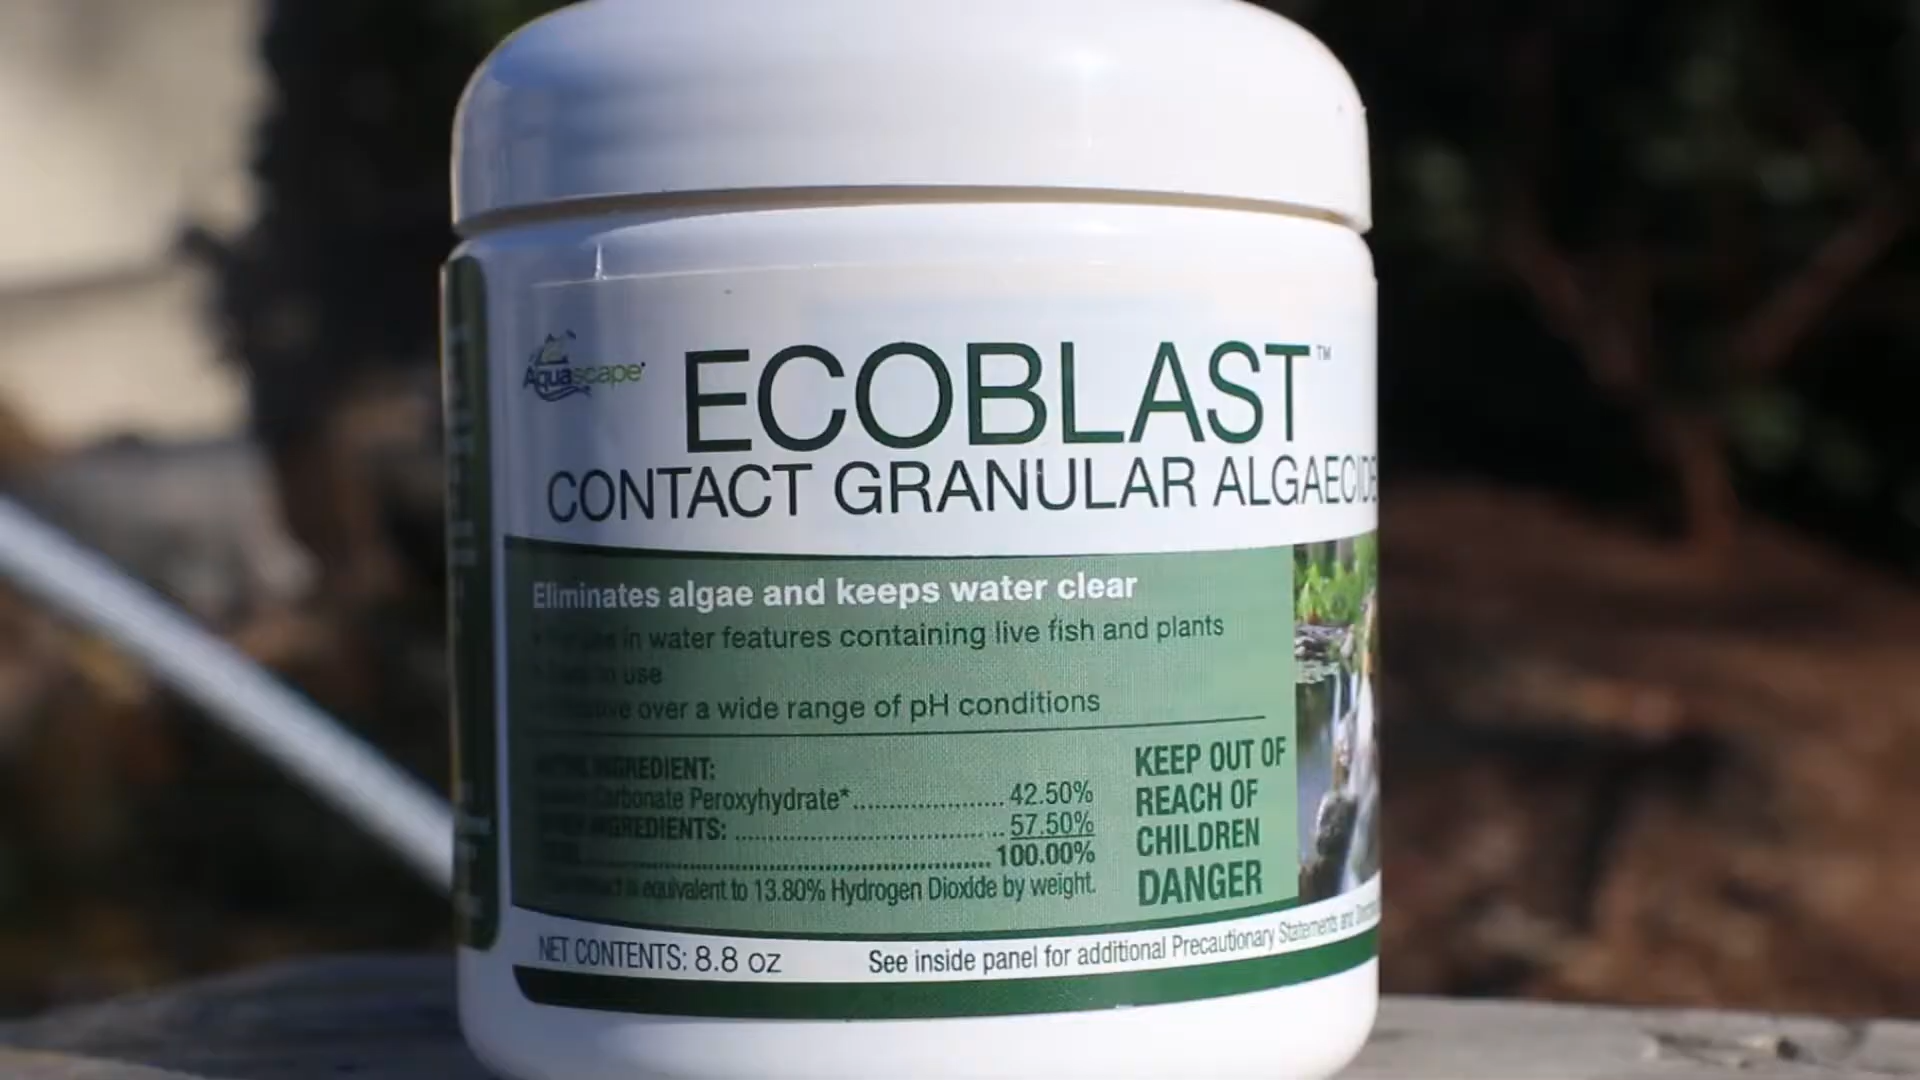 Aquascape
ECOBLAST™
CONTACT GRANULAR ALGAECIDE
Eliminates algae and keeps water clear
in water features containing live fish and plants
to use
over a wide range of pH conditions
INGREDIENT:
Carbonate Peroxyhydrate*.................... 42.50%
INGREDIENTS: ................................... 57.50%
..................................................... 100.00%
equivalent to 13.80% Hydrogen Dioxide by weight.
KEEP OUT OF
REACH OF
CHILDREN
DANGER
NET CONTENTS: 8.8 oz
See inside panel for additional Precautionary Statements and